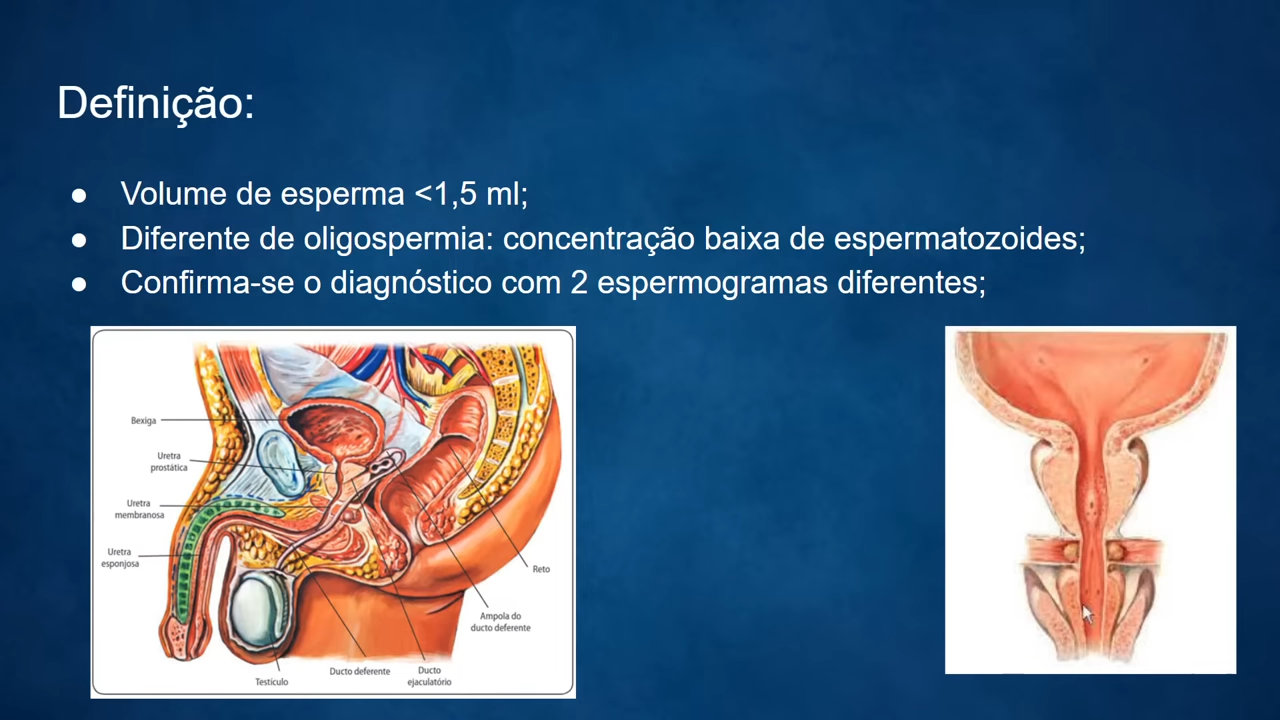 Definição:
● Volume de esperma <1,5 ml;
● Diferente de oligospermia: concentração baixa de espermatozoides;
● Confirma-se o diagnóstico com 2 espermogramas diferentes;
Bexiga
Uretra
prostática
Uretra
membranosa
Uretra
esponjosa
Reto
Ampola do
ducto deferente
Ducto deferente
Ducto
ejaculatório
Testículo